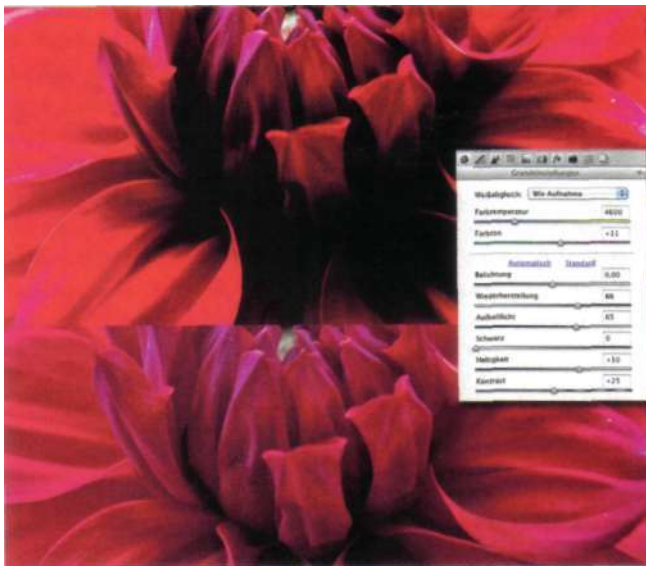 Grundeinstellungen
Weißabgleich: Wie Aufnahme
Farbtemperatur 4600
Farbton +11
Automatisch Standard
Belichtung 0,00
Wiederherstellung 66
Aufhelllicht 65
Schwarz 0
Helligkeit +50
Kontrast +25